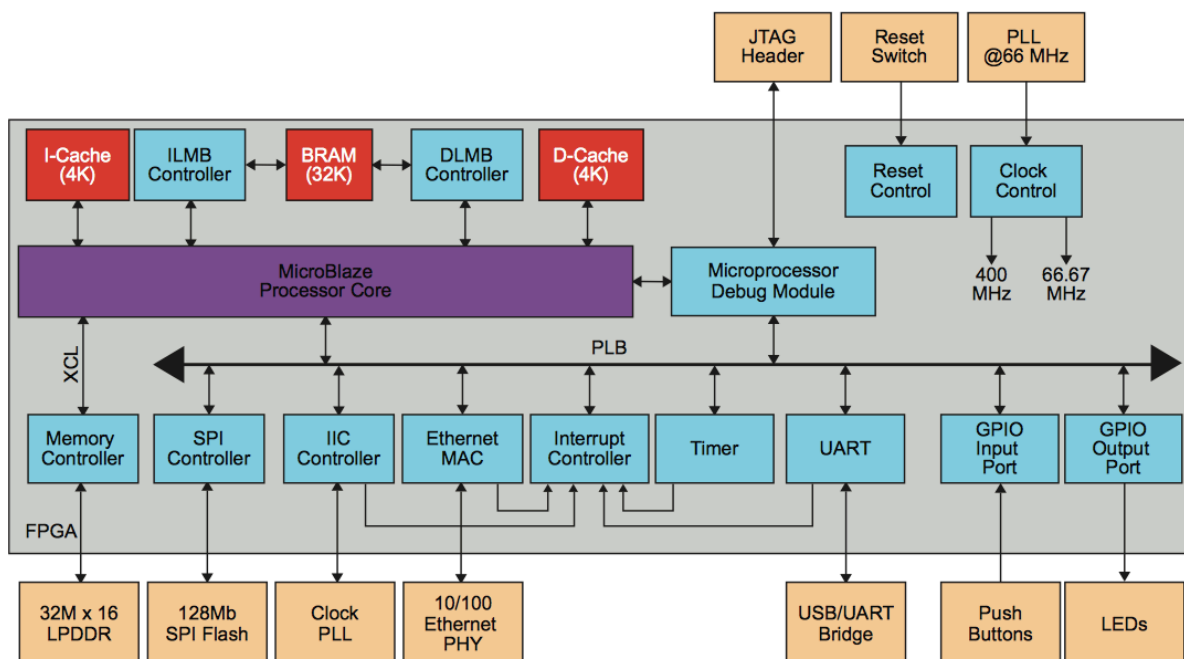 JTAG
Header
Reset
Switch
PLL
@66 MHz
I-Cache
(4K)
ILMB
Controller
BRAM
(32K)
DLMB
Controller
D-Cache
(4K)
Reset
Control
Clock
Control
MicroBlaze
Processor Core
Microprocessor
Debug Module
400
MHz
66.67
MHz
XCL
PLB
Memory
Controller
SPI
Controller
IIC
Controller
Ethernet
MAC
Interrupt
Controller
Timer
UART
GPIO
Input
Port
GPIO
Output
Port
FPGA
32M x 16
LPDDR
128Mb
SPI Flash
Clock
PLL
10/100
Ethernet
PHY
USB/UART
Bridge
Push
Buttons
LEDs